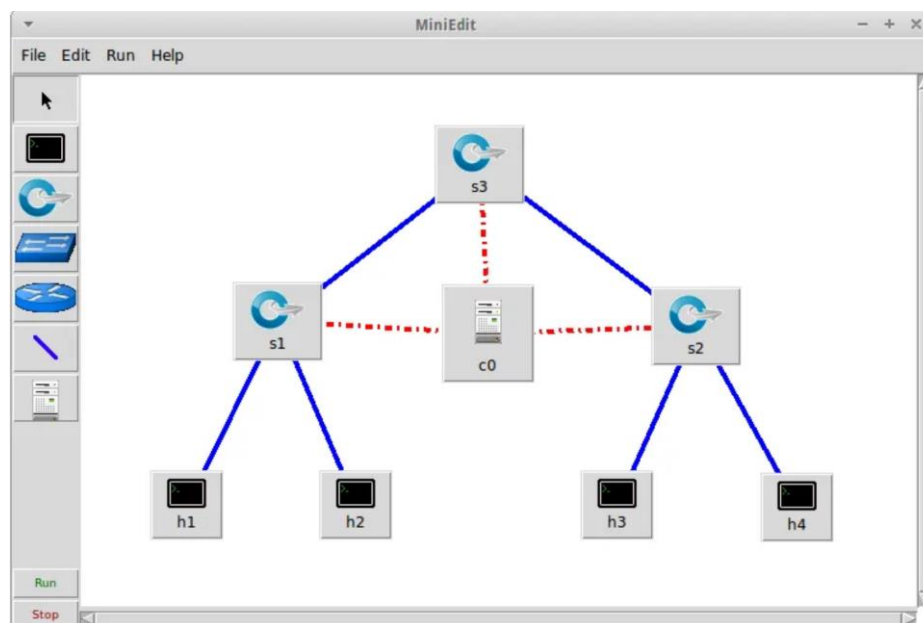 MiniEdit
File Edit Run Help
s3
s1
c0
s2
h1
h2
h3
h4
Run
Stop